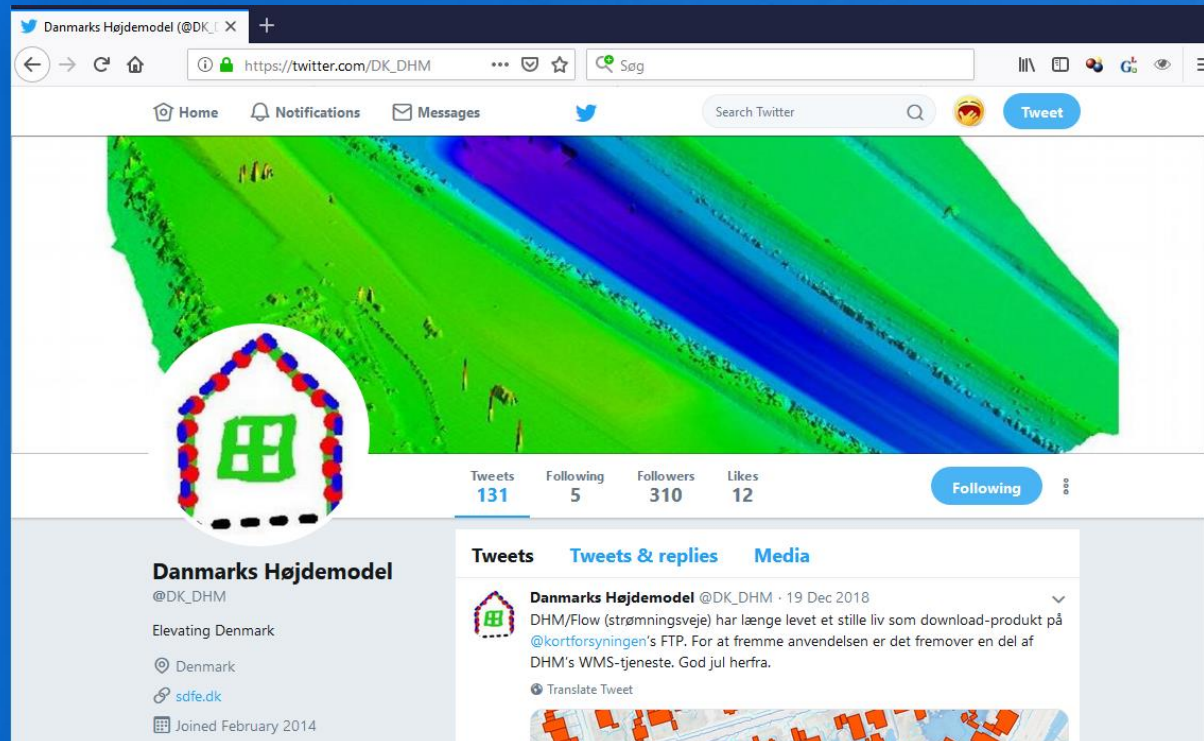 Danmarks Højdemodel (@DK_D
https://twitter.com/DK_DHM
Søg
Home Notifications Messages
Search Twitter
Tweet
Tweets Following Followers Likes
131 5 310 12
Following
Danmarks Højdemodel
@DK_DHM
Elevating Denmark
Denmark
sdfe.dk
Joined February 2014
Tweets Tweets & replies Media
Danmarks Højdemodel @DK_DHM · 19 Dec 2018
DHM/Flow (strømningsveje) har længe levet et stille liv som download-produkt på
@kortforsyningen's FTP. For at fremme anvendelsen er det fremover en del af
DHM's WMS-tjeneste. God jul herfra.
Translate Tweet